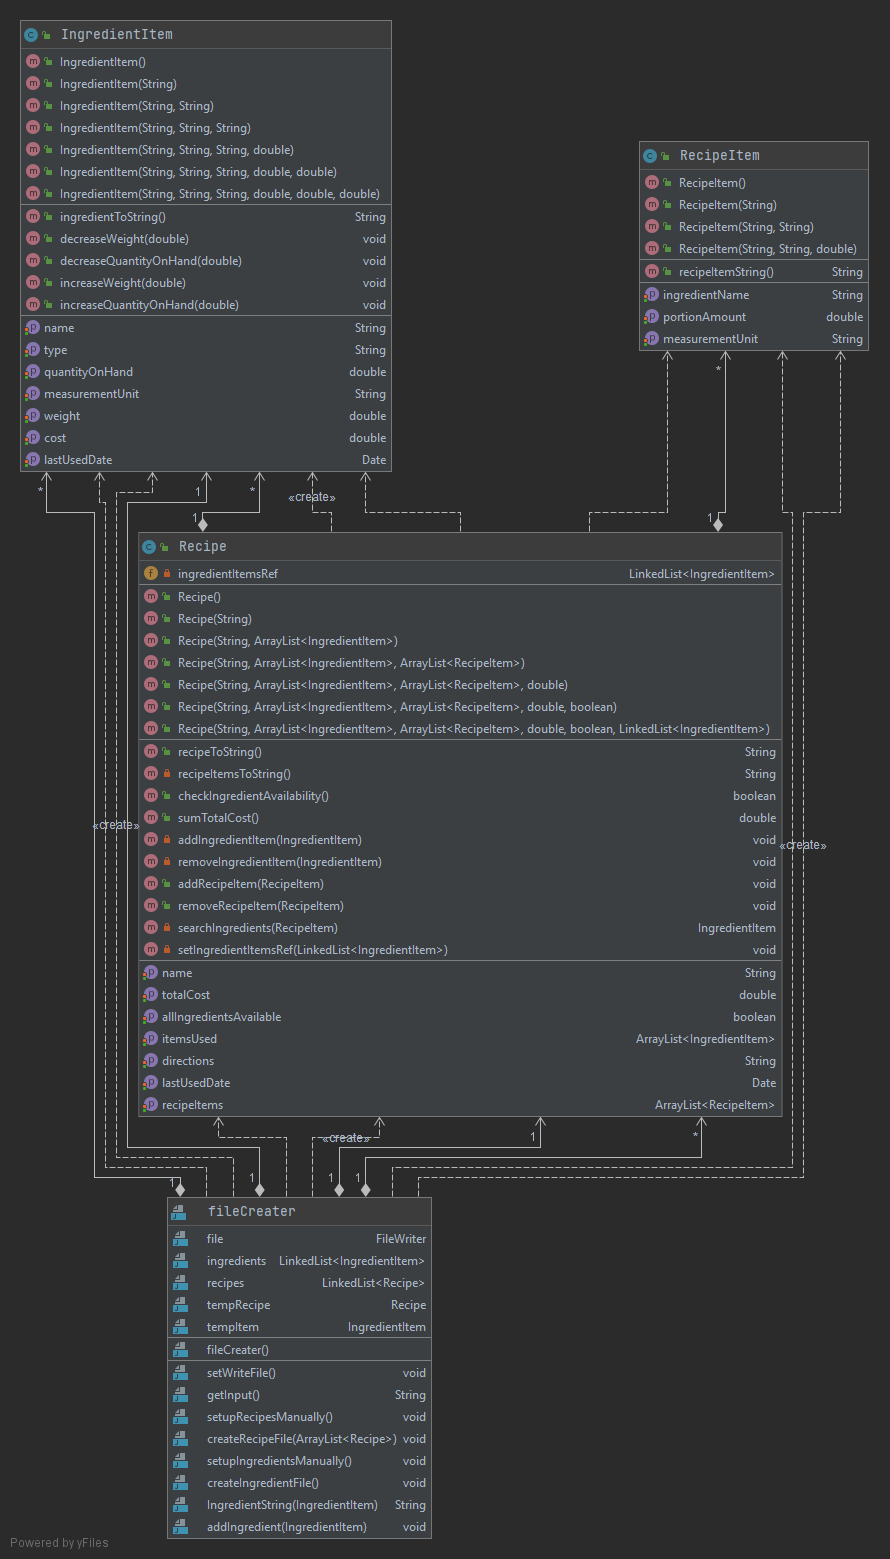 IngredientItem
IngredientItem()
IngredientItem(String)
IngredientItem(String, String)
IngredientItem(String, String, String)
IngredientItem(String, String, String, double)
IngredientItem(String, String, String, double, double)
IngredientItem(String, String, String, double, double, double)
ingredientToString() String
decreaseWeight(double) void
decreaseQuantityOnHand(double) void
increaseWeight(double) void
increaseQuantityOnHand(double) void
name String
type String
quantityOnHand double
measurementUnit String
weight double
cost double
lastUsedDate Date
RecipeItem
RecipeItem()
RecipeItem(String)
RecipeItem(String, String)
RecipeItem(String, String, double)
recipeItemString() String
ingredientName String
portionAmount double
measurementUnit String
*
* 1 * «create»
1 1
Recipe
ingredientItemsRef LinkedList<IngredientItem>
Recipe()
Recipe(String)
Recipe(String, ArrayList<IngredientItem>)
Recipe(String, ArrayList<IngredientItem>, ArrayList<RecipeItem>)
Recipe(String, ArrayList<IngredientItem>, ArrayList<RecipeItem>, double)
Recipe(String, ArrayList<IngredientItem>, ArrayList<RecipeItem>, double, boolean)
Recipe(String, ArrayList<IngredientItem>, ArrayList<RecipeItem>, double, boolean, LinkedList<IngredientItem>)
recipeToString() String
recipeItemsToString() String
checkIngredientAvailability() boolean
sumTotalCost() double
addIngredientItem(IngredientItem) void
removeIngredientItem(IngredientItem) void
addRecipeItem(RecipeItem) void
removeRecipeItem(RecipeItem) void
searchIngredients(RecipeItem) IngredientItem
setIngredientItemsRef(LinkedList<IngredientItem>) void
name String
totalCost double
allIngredientsAvailable boolean
itemsUsed ArrayList<IngredientItem>
directions String
lastUsedDate Date
recipeItems ArrayList<RecipeItem>
«create»
«create»
«create» 1 *
1 1 1 1
fileCreater
file FileWriter
ingredients LinkedList<IngredientItem>
recipes LinkedList<Recipe>
tempRecipe Recipe
tempItem IngredientItem
fileCreater()
setWriteFile() void
getInput() String
setupRecipesManually() void
createRecipeFile(ArrayList<Recipe>) void
setupIngredientsManually() void
createIngredientFile() void
IngredientString(IngredientItem) String
addIngredient(IngredientItem) void
Powered by yFiles